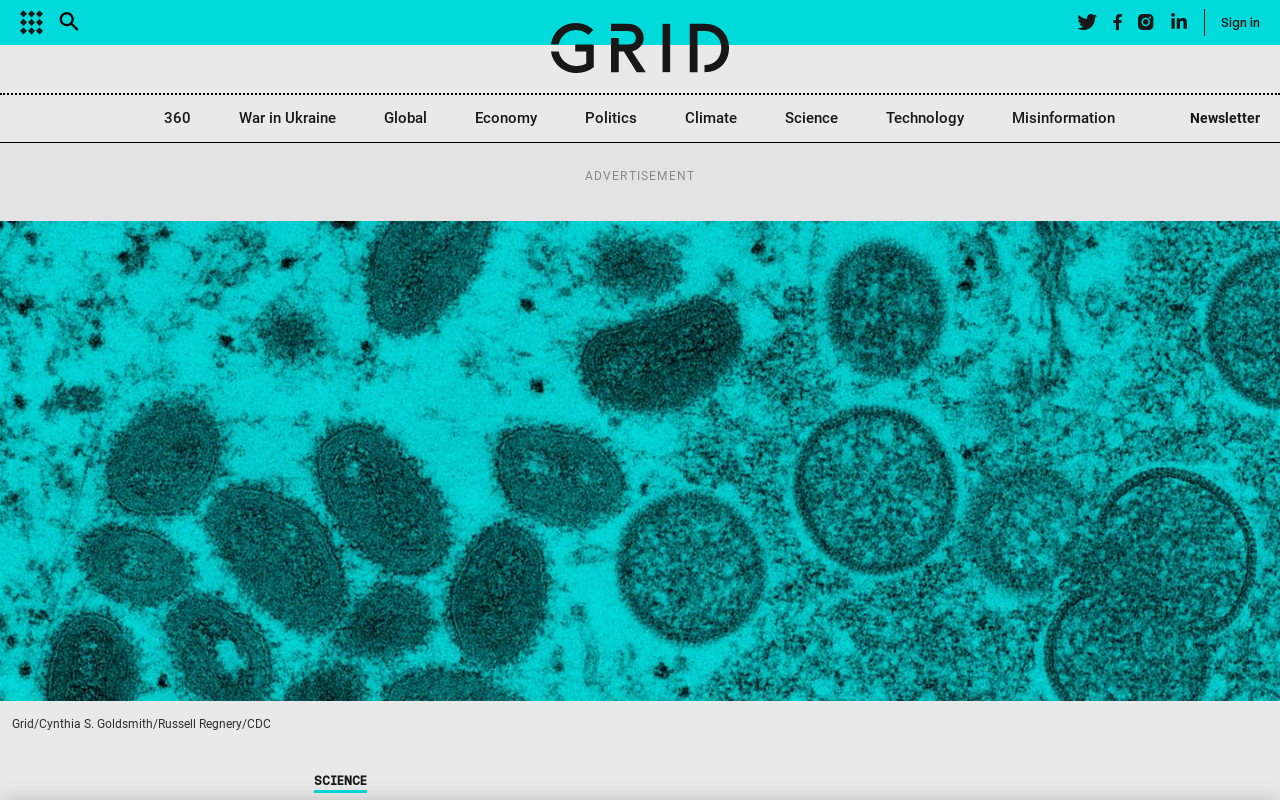 GRID
Sign in
360 War in Ukraine Global Economy Politics Climate Science Technology Misinformation Newsletter
ADVERTISEMENT
Grid/Cynthia S. Goldsmith/Russell Regnery/CDC
SCIENCE